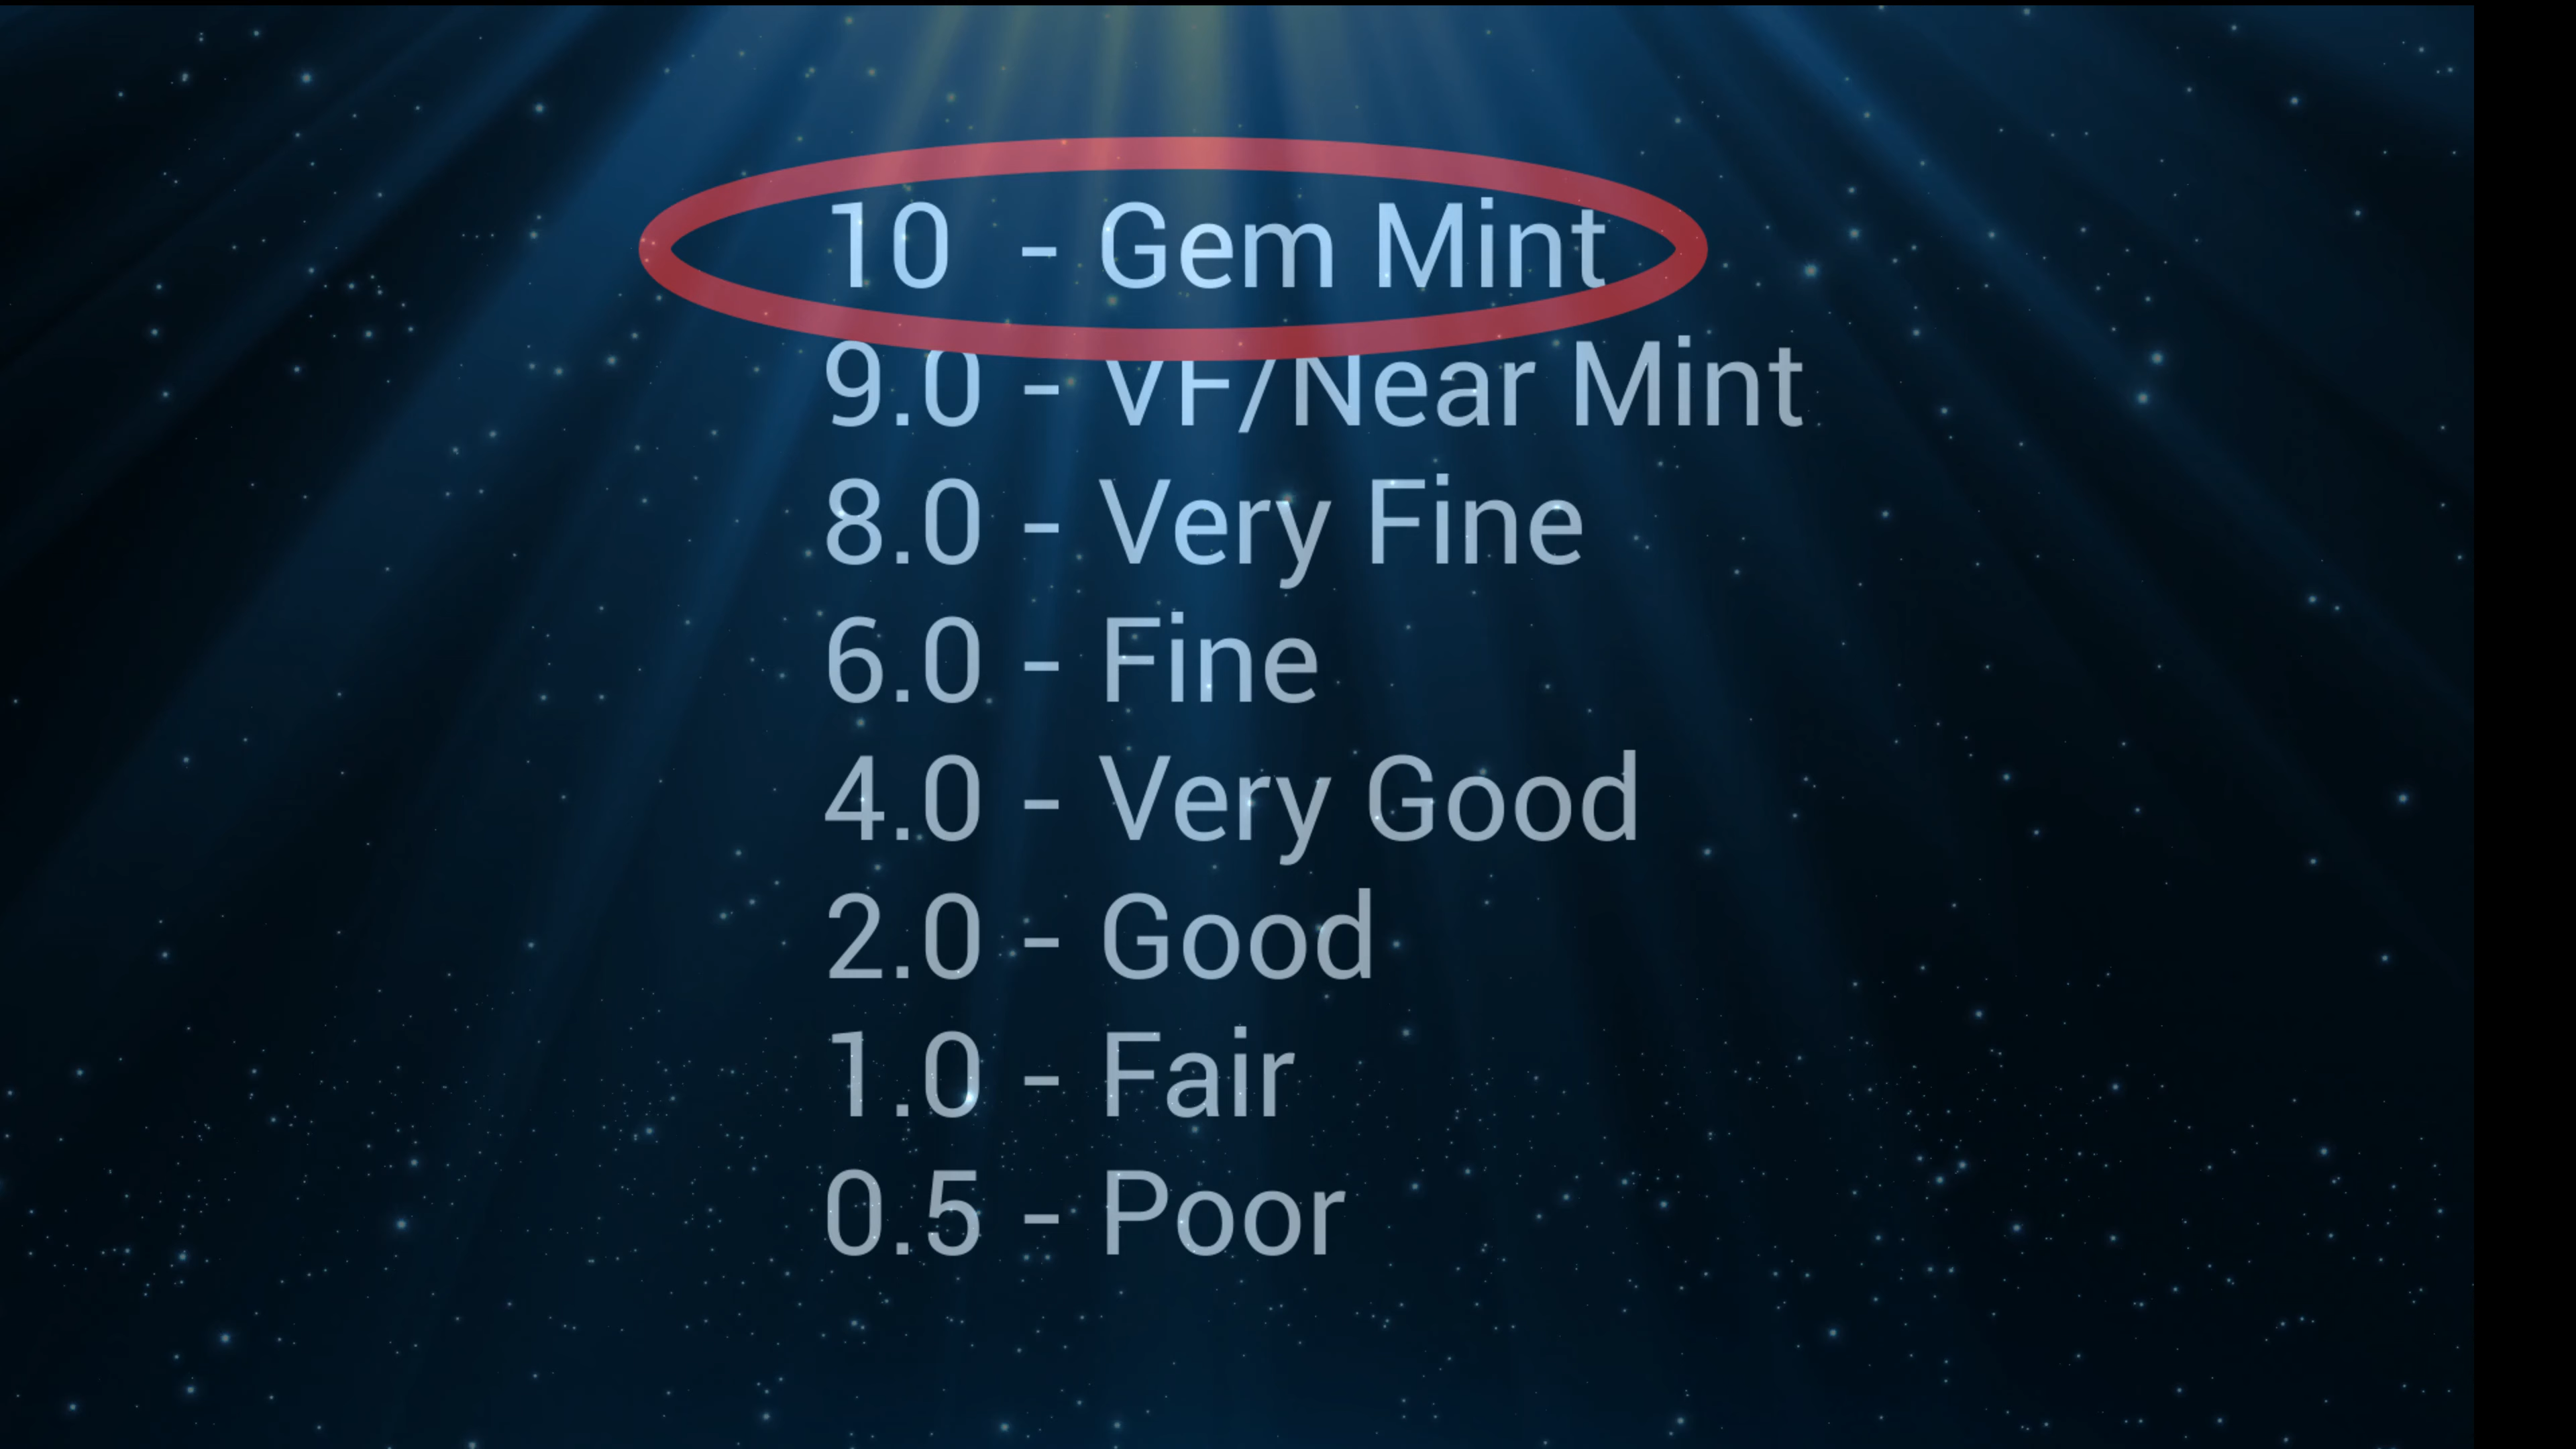 10 - Gem Mint
9.0 - VF/Near Mint
8.0 - Very Fine
6.0 - Fine
4.0 - Very Good
2.0 - Good
1.0 - Fair
0.5 - Poor